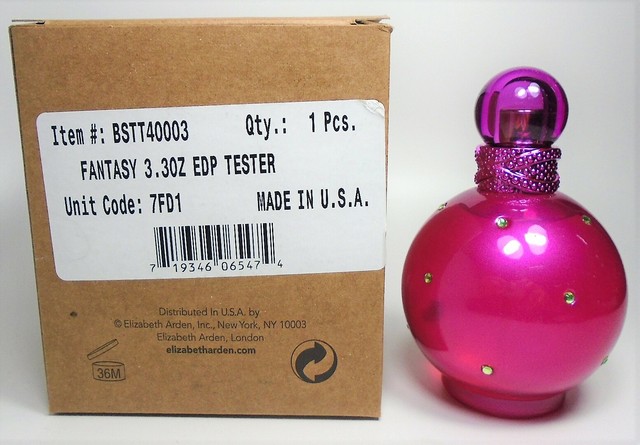 Item #: BSTT40003 Qty.: 1 Pcs.
FANTASY 3.3OZ EDP TESTER
Unit Code: 7FD1 MADE IN U.S.A.
7 19346 06547 4
Distributed In U.S.A. by
© Elizabeth Arden, Inc., New York, NY 10003
Elizabeth Arden, London
elizabetharden.com
36M